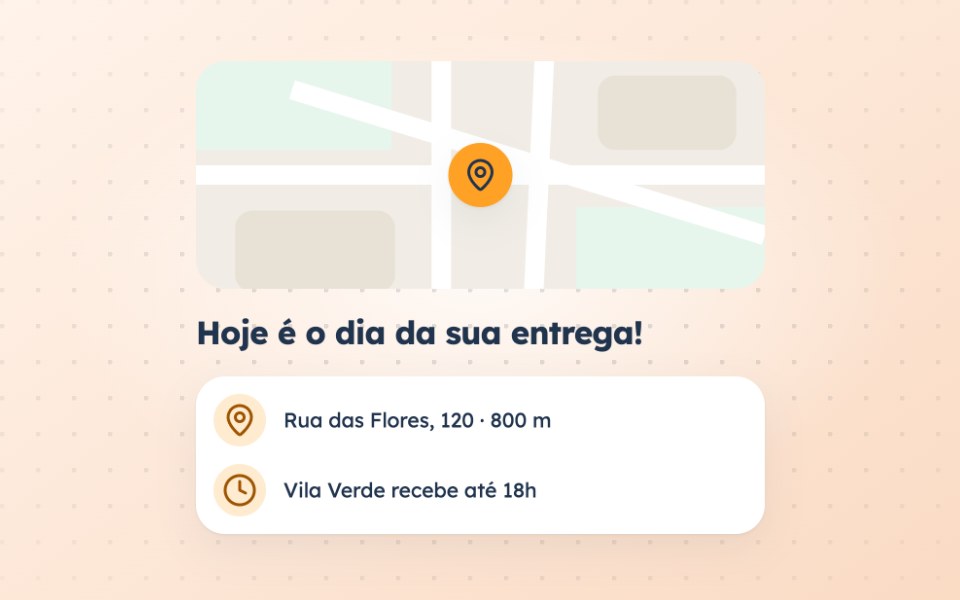 Hoje é o dia da sua entrega!
Rua das Flores, 120 · 800 m
Vila Verde recebe até 18h